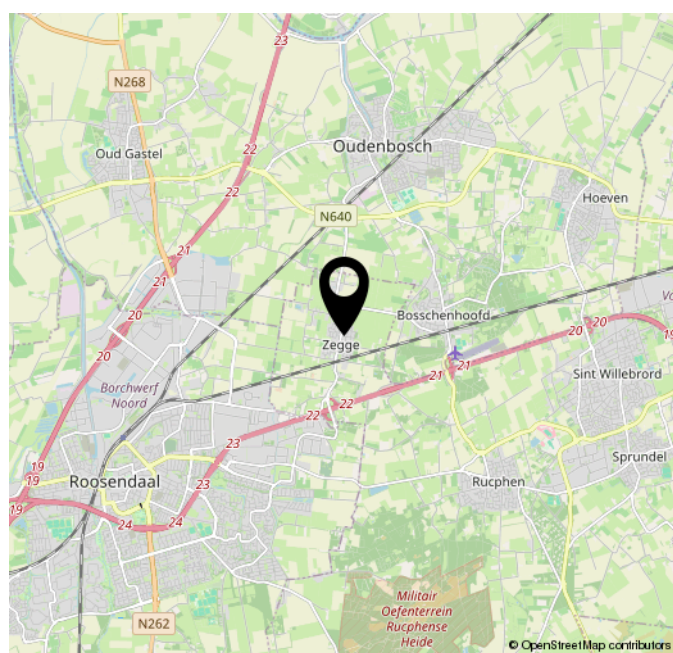 23
N268
Oud Gastel
22
22
Oudenbosch
Hoeven
N640
21
21
20
20
Zegge
Bosschenhoofd
20
20
Vo
19
21
21
22
22
Sint Willebrord
Borchwerf
Noord
23
23
19
19
19
Roosendaal
24
24
Rucphen
Sprundel
N262
Militair
Oefenterrein
Rucphense
Heide
© OpenStreetMap contributors